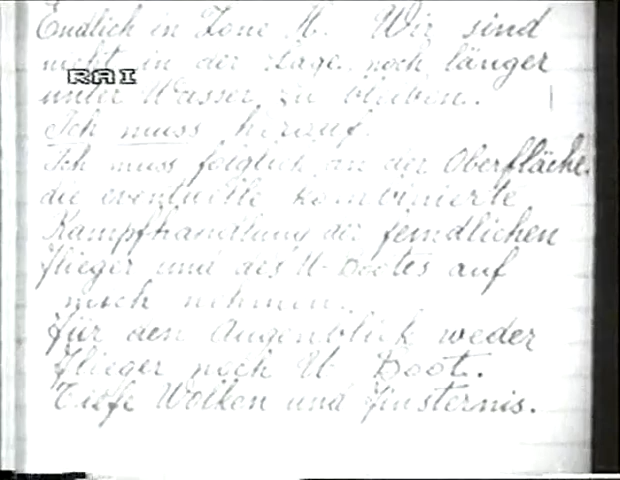 Endlich in Zone K. Wir sind
nicht in der Lage, noch länger
RAI
unter Wasser zu bleiben.
Ich muss herauf.
Ich muss folglich an der Oberfläche
die eventuelle kombinierte
Kampfhandlung der feindlichen
Flieger und des U-Bootes auf
mich nehmen.
Für den Augenblick weder
Flieger noch U Boot.
Tiefe Wolken und Finsternis.